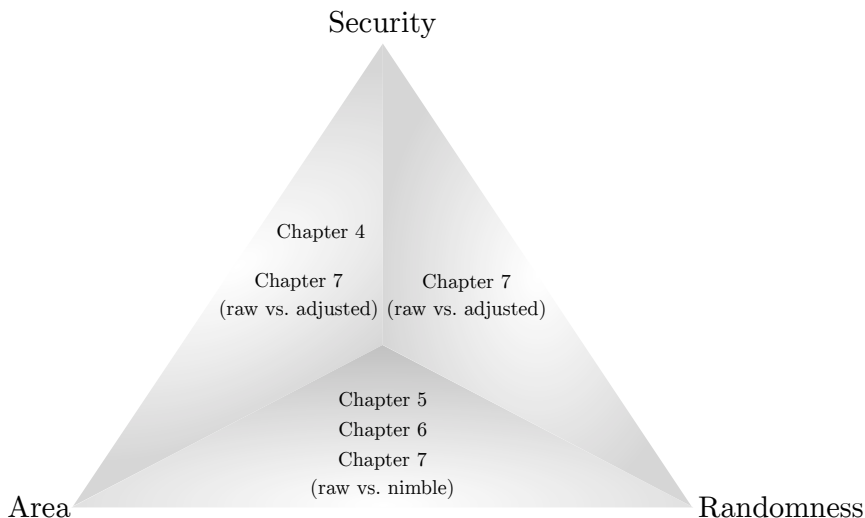 Security
Chapter 4
Chapter 7
(raw vs. adjusted)
Chapter 7
(raw vs. adjusted)
Chapter 5
Chapter 6
Chapter 7
(raw vs. nimble)
Area
Randomness